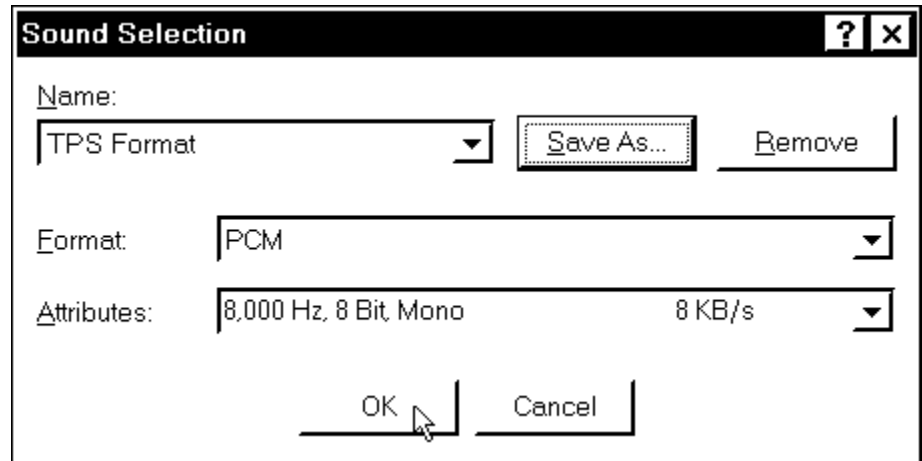 Sound Selection ? ×
Name:
TPS Format Save As... Remove
Format: PCM
Attributes: 8,000 Hz, 8 Bit, Mono 8 KB/s
OK Cancel